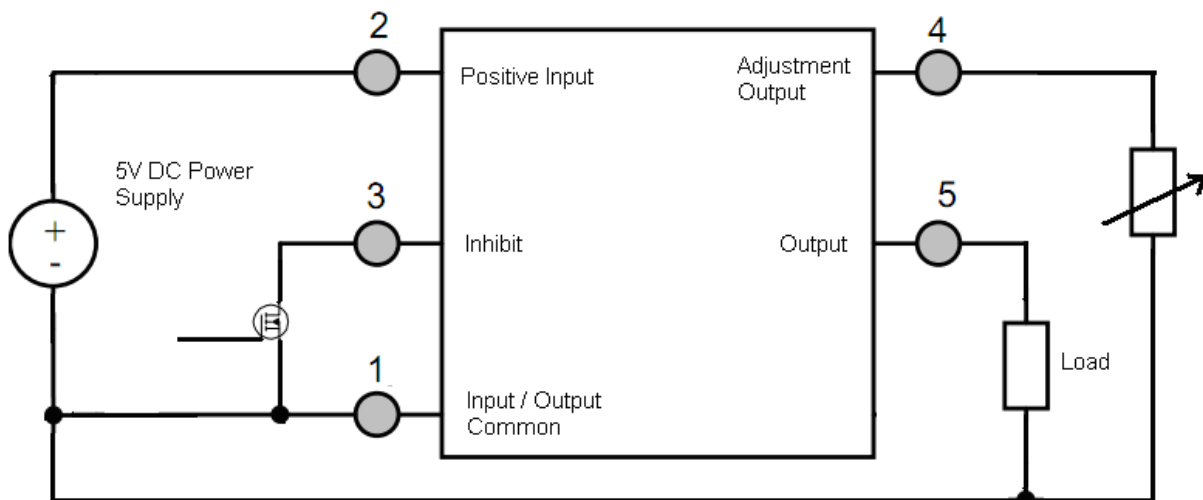 2
4
Positive Input
Adjustment
Output
5V DC Power
Supply
+
-
3
5
Inhibit
Output
1
Load
Input / Output
Common